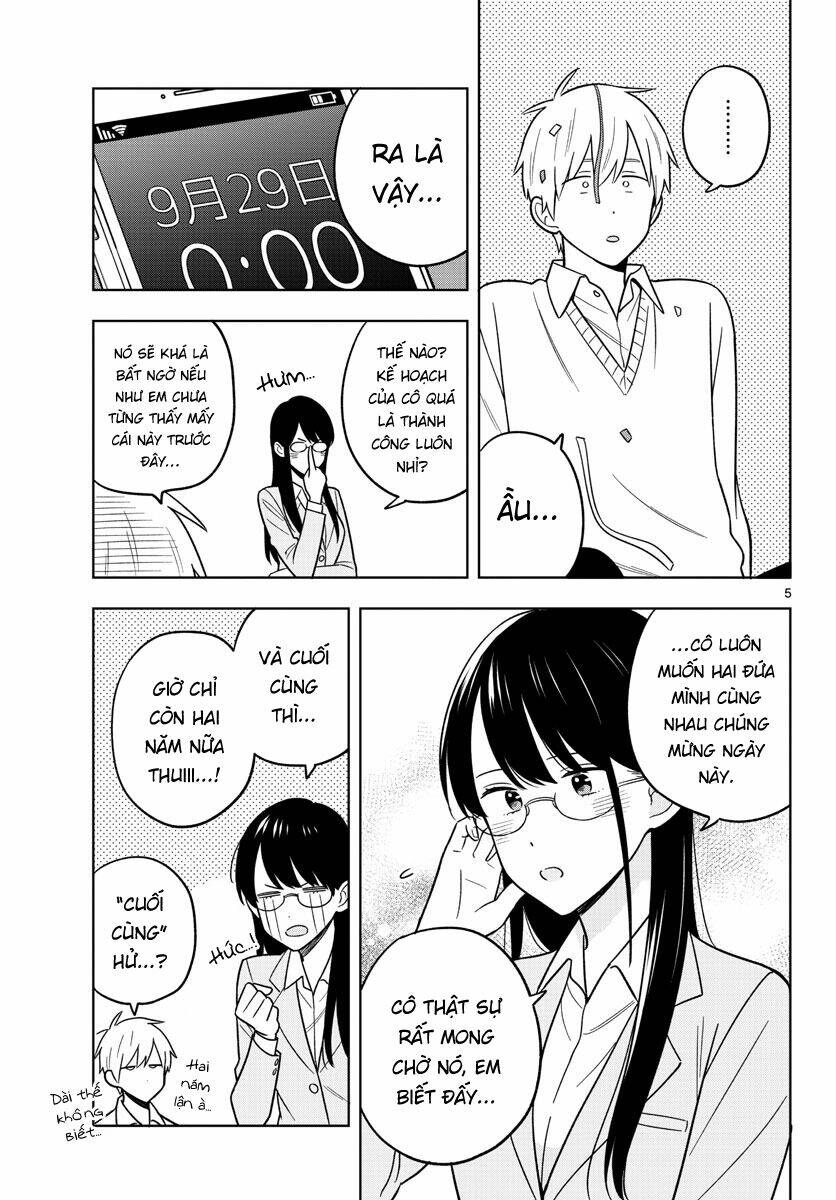 .......
ẦU...
RA LÀ
VẬY...
9月29日
0:00
THẾ NÀO?
KẾ HOẠCH
CỦA CÔ QUÁ
LÀ THÀNH
CÔNG LUÔN
NHỈ?
HƯM...
NÓ SẼ KHÁ LÀ
BẤT NGỜ NẾU
NHƯ EM CHƯA
TỪNG THẤY MẤY
CÁI NÀY TRƯỚC
ĐÂY...
5
...CÔ LUÔN
MUỐN HAI ĐỨA
MÌNH CÙNG
NHAU CHÚNG
MỪNG NGÀY
NÀY.
CÔ THẬT SỰ
RẤT MONG
CHỜ NÓ, EM
BIẾT ĐẤY...
VÀ CUỐI
CÙNG
THÌ...
GIỜ CHỈ
CÒN HAI
NĂM NỮA
THUIII...!
HỨC...!
"CUỐI
CÙNG"
HỬ...?
Hai
năm
lận à...
Dài thế
không
biết...